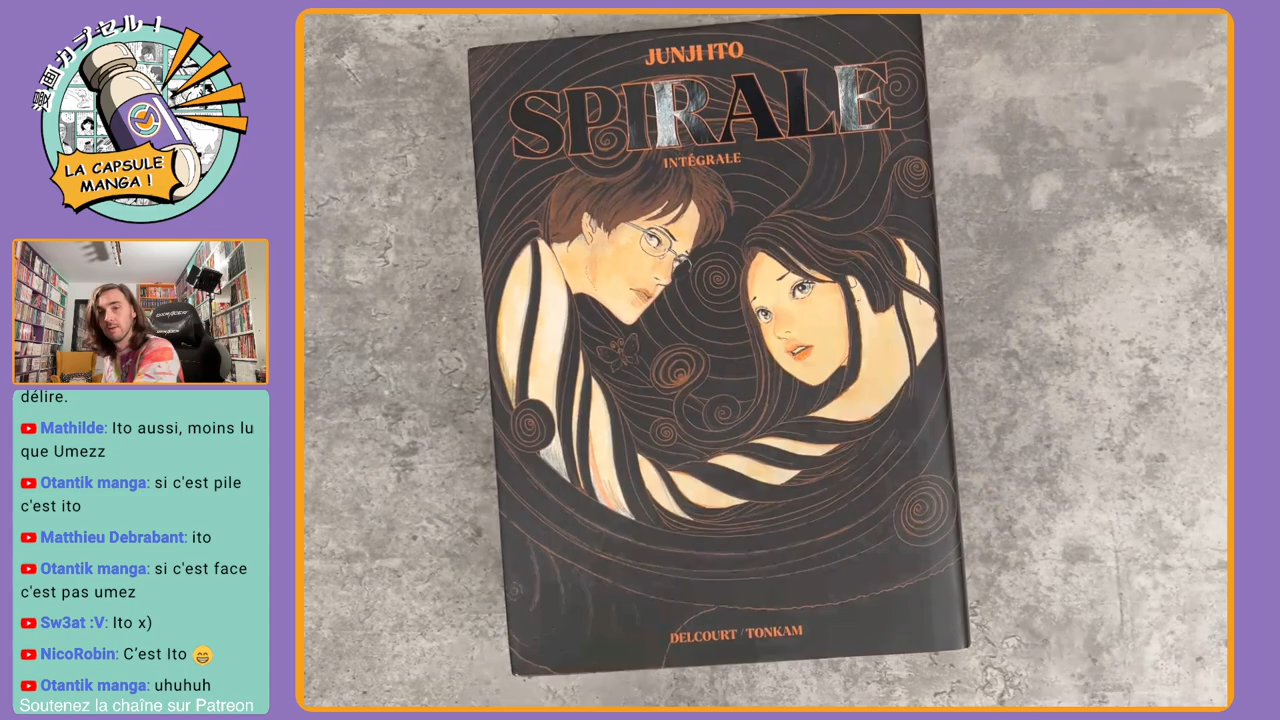 漫画カプセル！
LA CAPSULE
MANGA !
délire.
Mathilde: Ito aussi, moins lu
que Umezz
Otantik manga: si c'est pile
c'est ito
Matthieu Debrabant: ito
Otantik manga: si c'est face
c'est pas umez
Sw3at :V: Ito x)
NicoRobin: C’est Ito 😁
Otantik manga: uhuhuh
Soutenez la chaîne sur Patreon
JUNJI ITO
SPIRALE
INTÉGRALE
DELCOURT / TONKAM